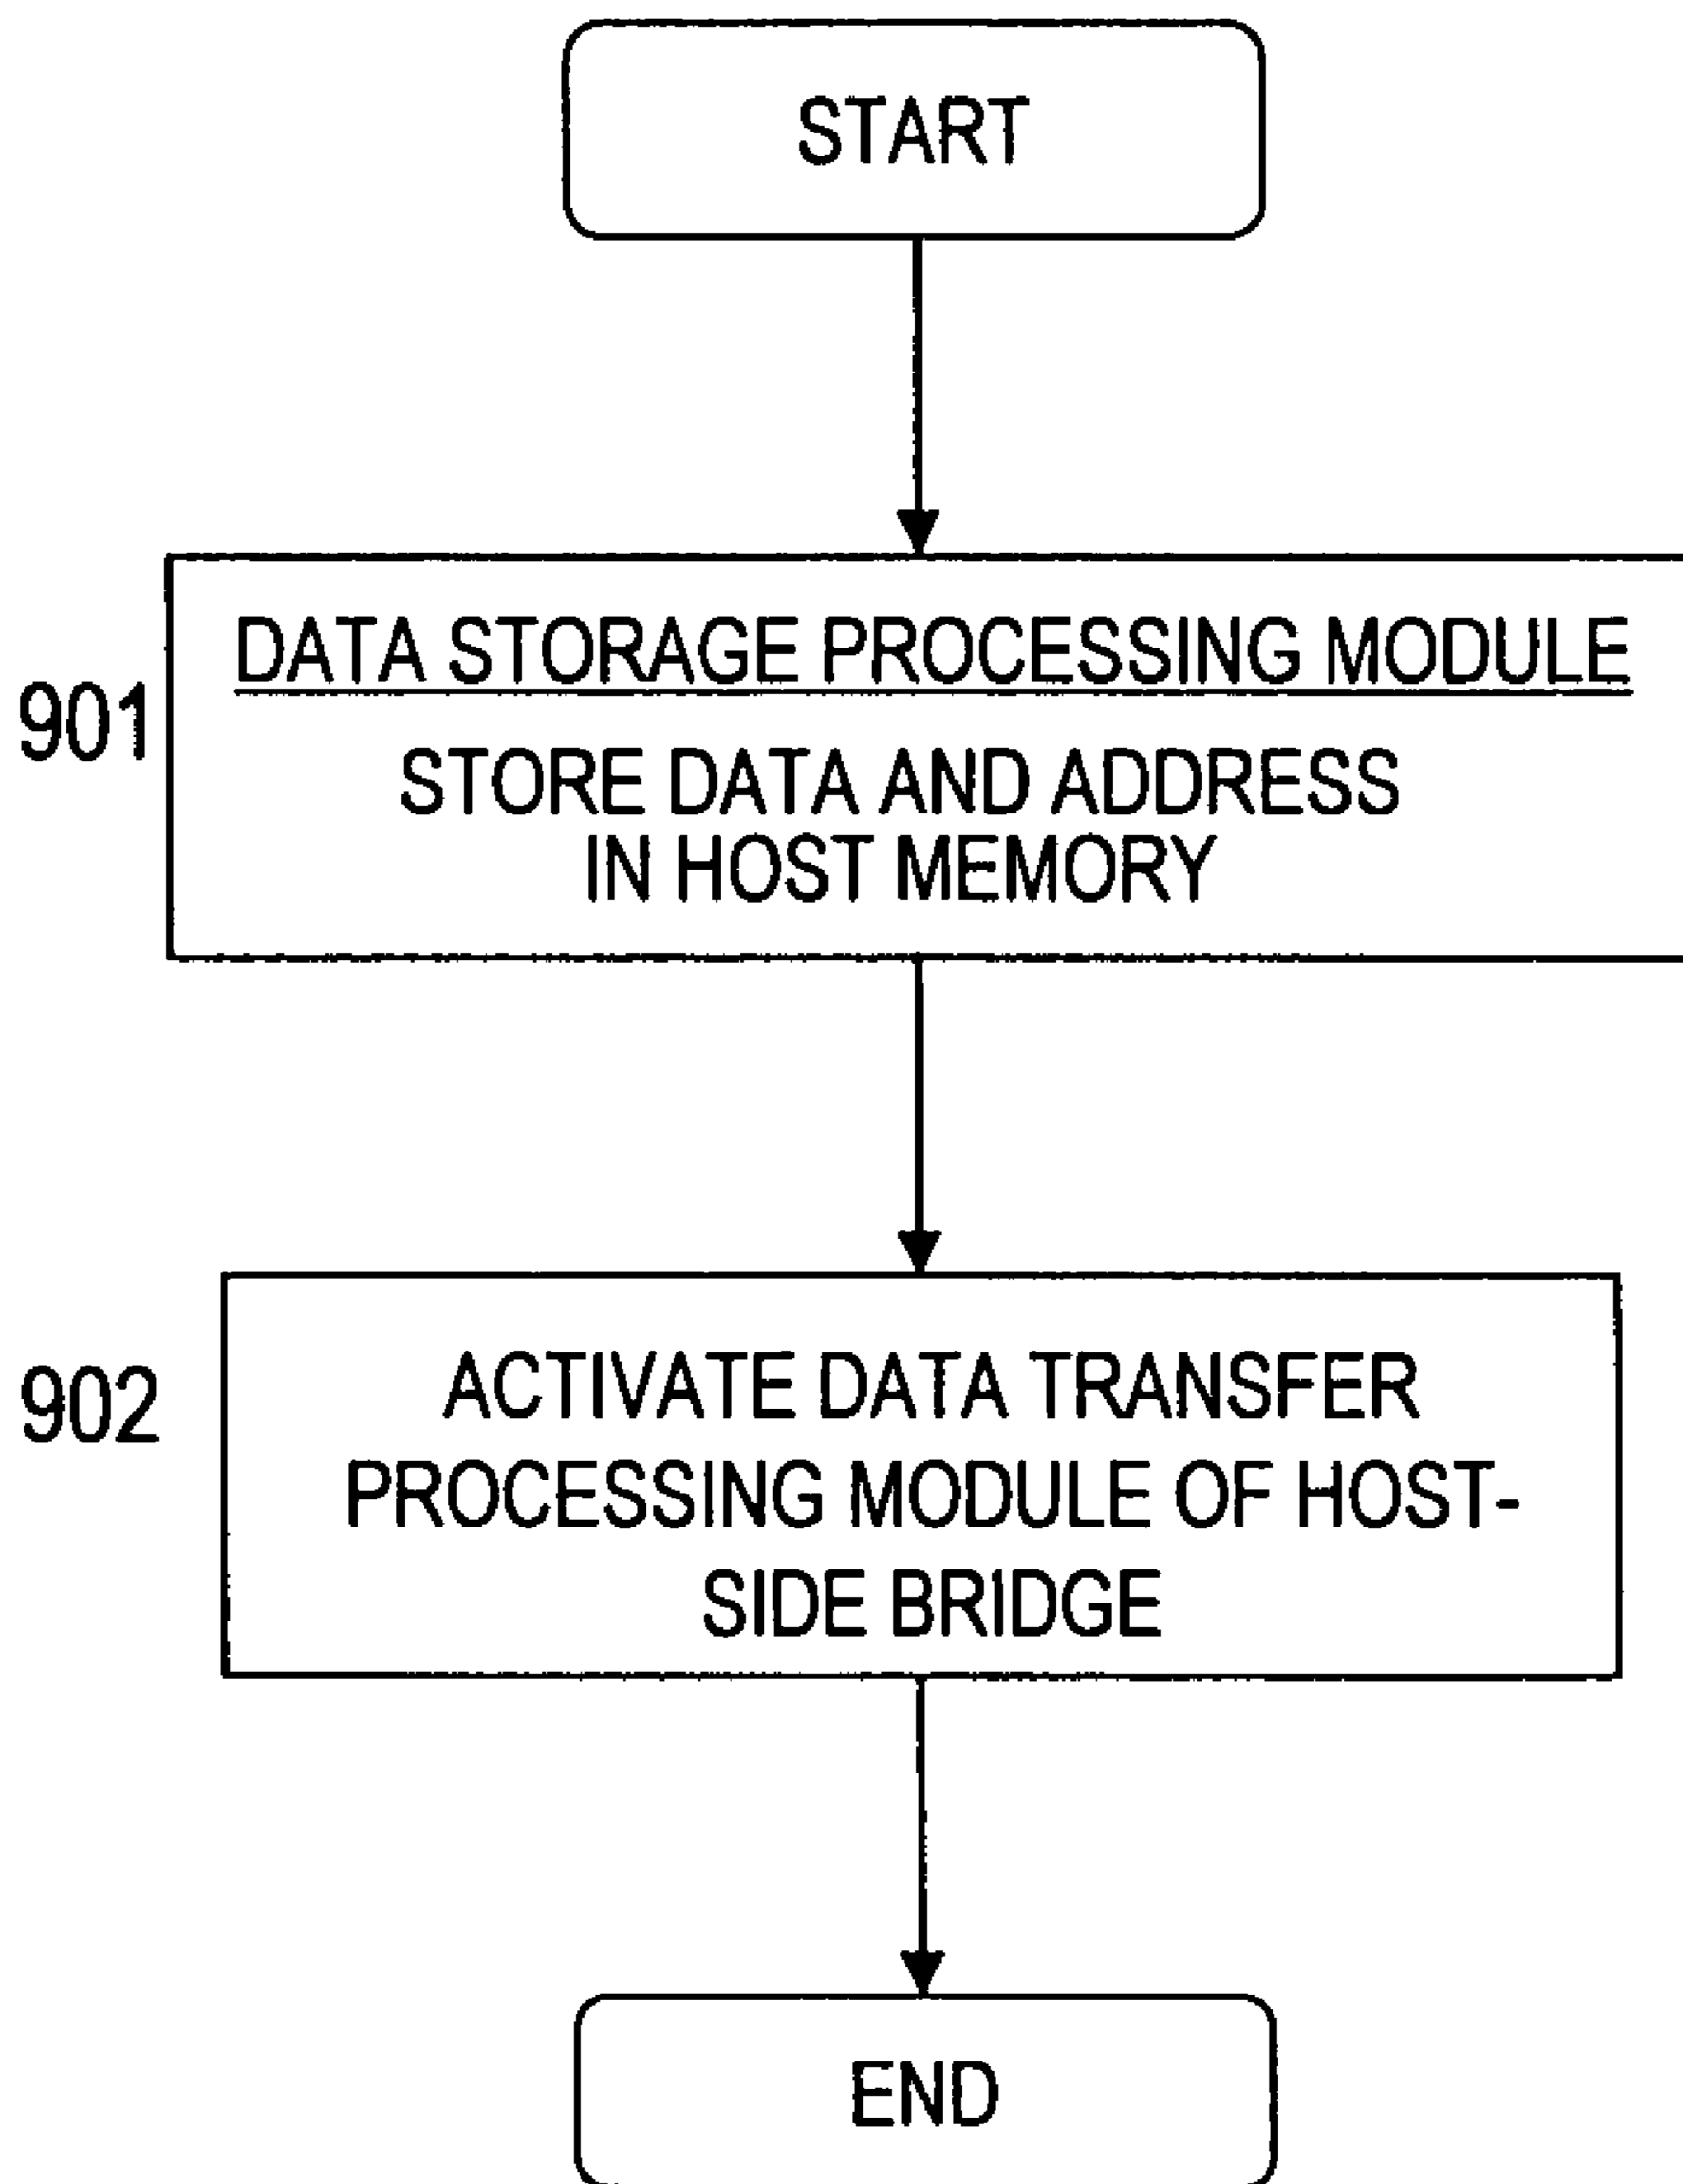 START
901
DATA STORAGE PROCESSING MODULE
STORE DATA AND ADDRESS
IN HOST MEMORY
902
ACTIVATE DATA TRANSFER
PROCESSING MODULE OF HOST-
SIDE BRIDGE
END